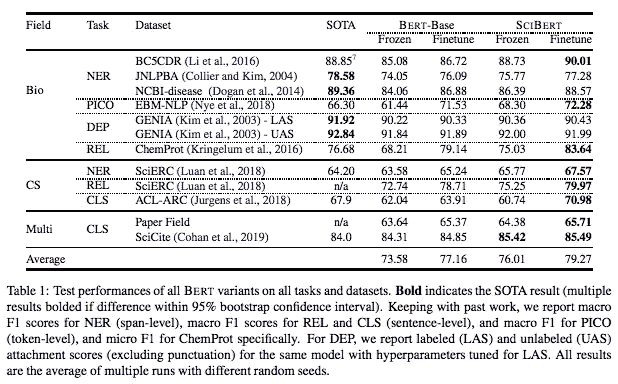 Field Task Dataset SOTA BERT-Base SCIBERT
Frozen Finetune Frozen Finetune
Bio
NER
BC5CDR (Li et al., 2016) 88.85⁷ 85.08 86.72 88.73 90.01
JNLPBA (Collier and Kim, 2004) 78.58 74.05 76.09 75.77 77.28
NCBI-disease (Dogan et al., 2014) 89.36 84.06 86.88 86.39 88.57
PICO EBM-NLP (Nye et al., 2018) 66.30 61.44 71.53 68.30 72.28
DEP
GENIA (Kim et al., 2003) - LAS 91.92 90.22 90.33 90.36 90.43
GENIA (Kim et al., 2003) - UAS 92.84 91.84 91.89 92.00 91.99
REL ChemProt (Kringelum et al., 2016) 76.68 68.21 79.14 75.03 83.64
CS
NER SciERC (Luan et al., 2018) 64.20 63.58 65.24 65.77 67.57
REL SciERC (Luan et al., 2018) n/a 72.74 78.71 75.25 79.97
CLS ACL-ARC (Jurgens et al., 2018) 67.9 62.04 63.91 60.74 70.98
Multi CLS
Paper Field n/a 63.64 65.37 64.38 65.71
SciCite (Cohan et al., 2019) 84.0 84.31 84.85 85.42 85.49
Average 73.58 77.16 76.01 79.27
Table 1: Test performances of all BERT variants on all tasks and datasets. Bold indicates the SOTA result (multiple
results bolded if difference within 95% bootstrap confidence interval). Keeping with past work, we report macro
F1 scores for NER (span-level), macro F1 scores for REL and CLS (sentence-level), and macro F1 for PICO
(token-level), and micro F1 for ChemProt specifically. For DEP, we report labeled (LAS) and unlabeled (UAS)
attachment scores (excluding punctuation) for the same model with hyperparameters tuned for LAS. All results
are the average of multiple runs with different random seeds.